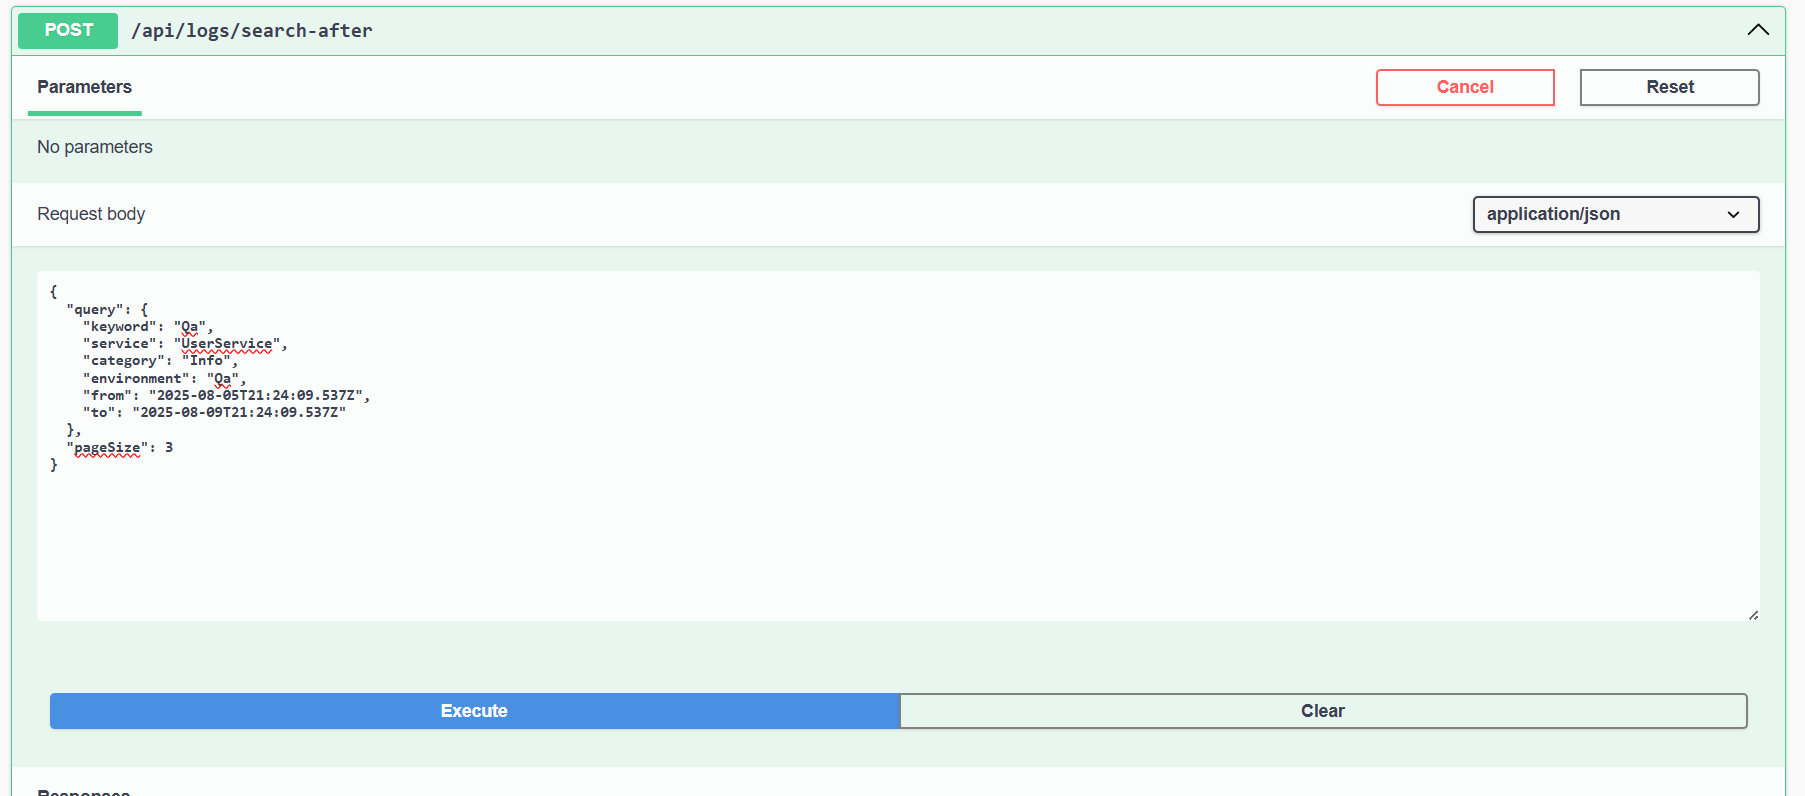 POST /api/logs/search-after
Parameters
Cancel
Reset
No parameters
Request body
application/json
{
  "query": {
    "keyword": "Qa",
    "service": "UserService",
    "category": "Info",
    "environment": "Qa",
    "from": "2025-08-05T21:24:09.537Z",
    "to": "2025-08-09T21:24:09.537Z"
  },
  "pageSize": 3
}
Execute
Clear
Responses